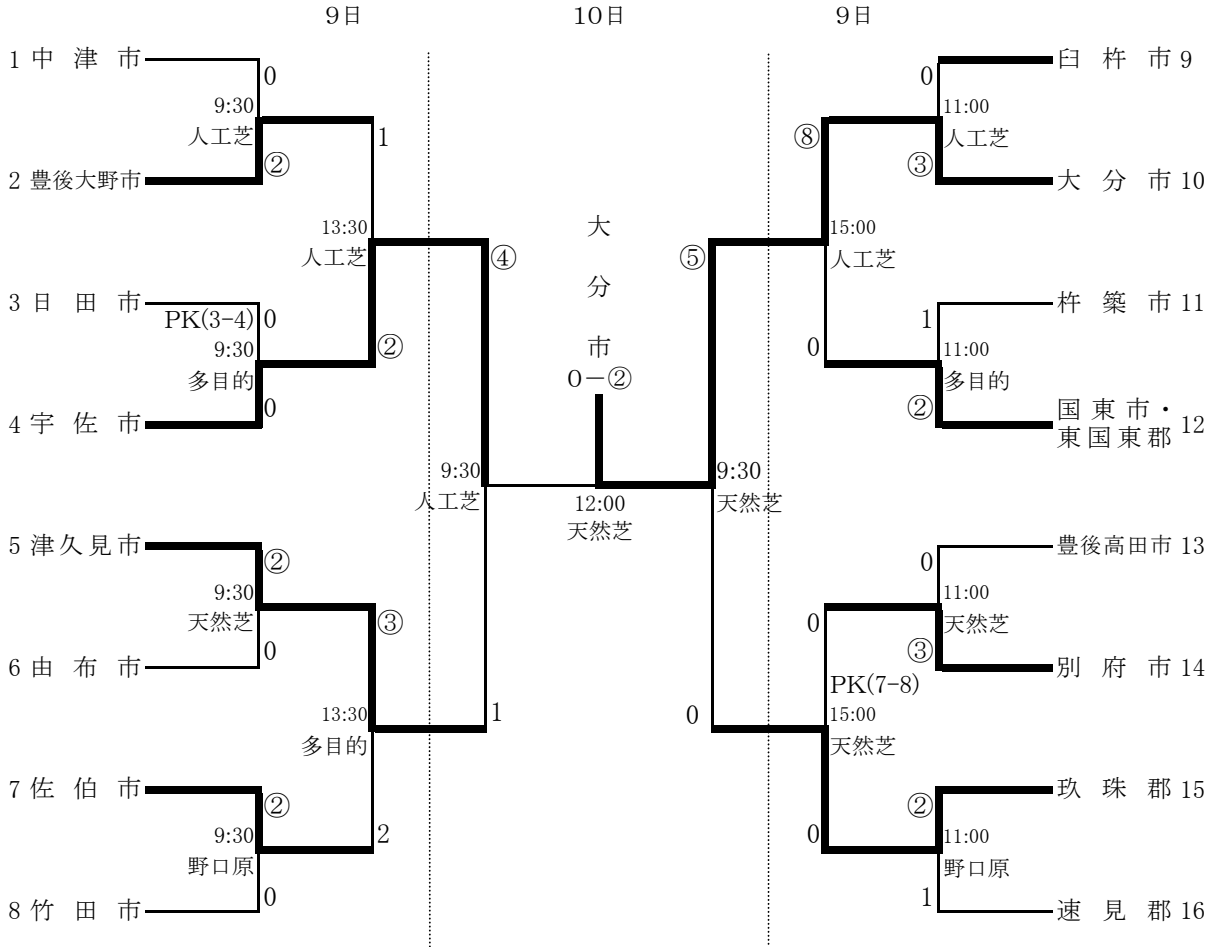 9日
10日
9日
1 中津市
0
9:30
人工芝
②
2 豊後大野市
1
13:30
人工芝
②
3 日田市
PK(3-4)
0
9:30
多目的
0
4 宇佐市
④
9:30
人工芝
1
5 津久見市
②
9:30
天然芝
0
6 由布市
③
13:30
多目的
2
7 佐伯市
②
9:30
野口原
0
8 竹田市
大分市
0－②
12:00
天然芝
⑤
9:30
天然芝
0
臼杵市 9
0
11:00
人工芝
③
大分市 10
⑧
15:00
人工芝
0
杵築市 11
1
11:00
多目的
②
国東市・
東国東郡 12
豊後高田市 13
0
11:00
天然芝
③
別府市 14
0
PK(7-8)
15:00
天然芝
0
玖珠郡 15
②
11:00
野口原
1
速見郡 16